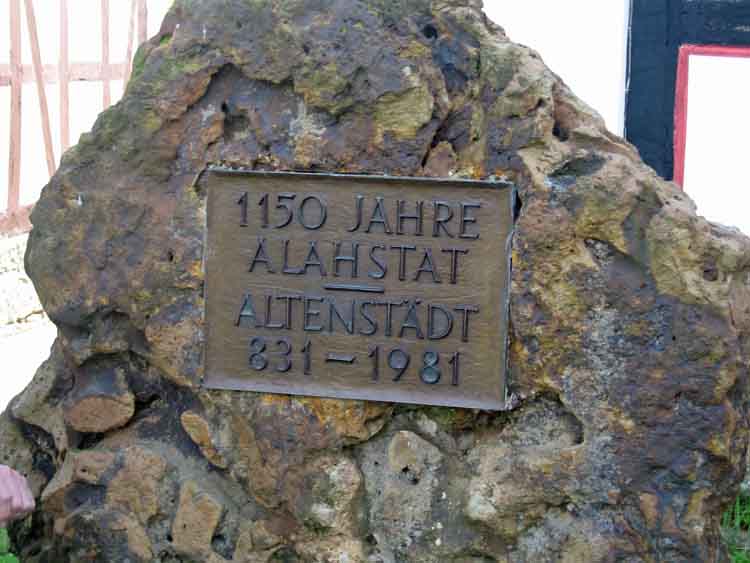 1150 JAHRE
ALAHSTAT
—
ALTENSTÄDT
831 – 1981